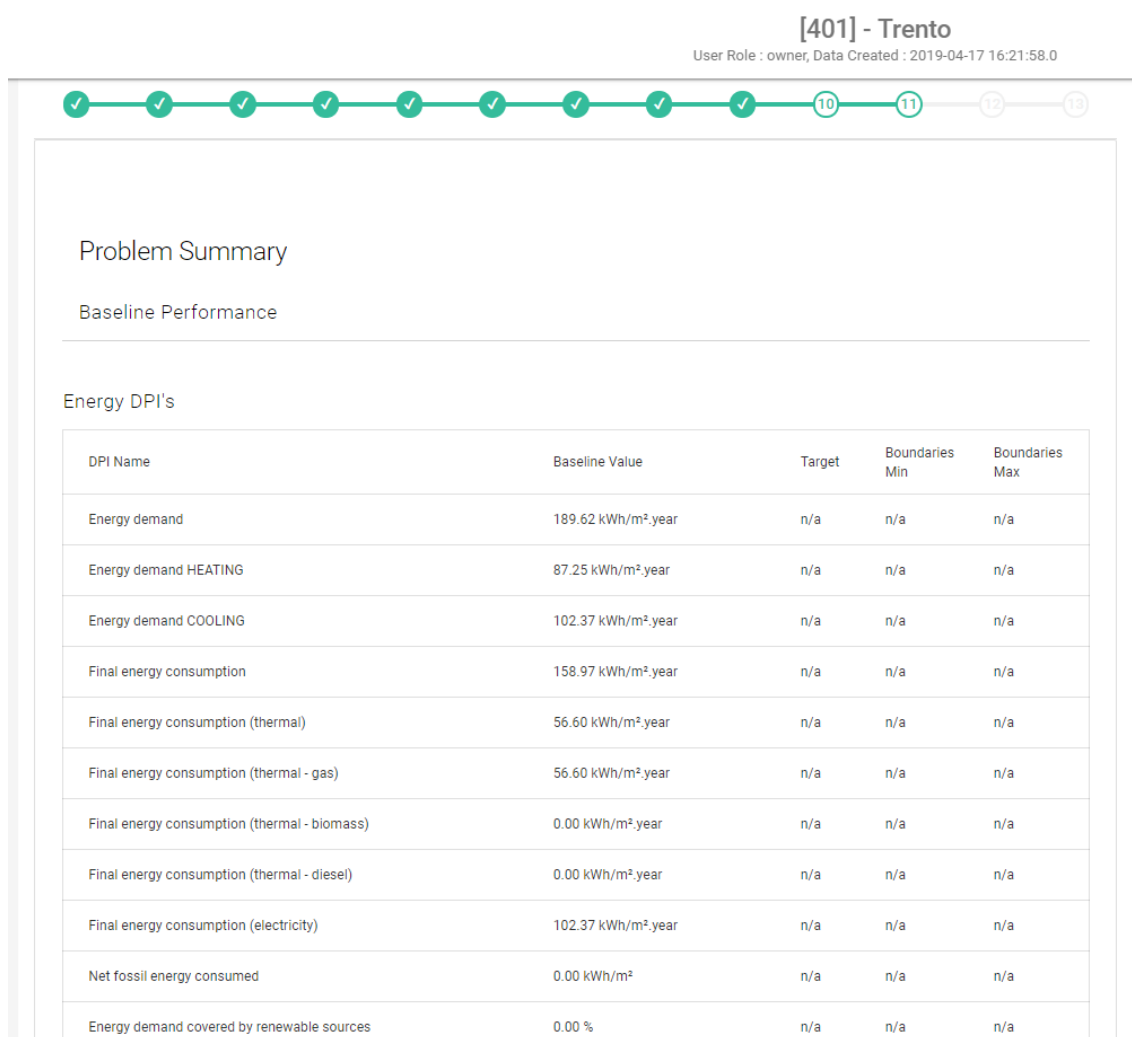 [401] - Trento
User Role : owner, Data Created : 2019-04-17 16:21:58.0
10 11 12 13
Problem Summary
Baseline Performance
Energy DPI's
DPI Name Baseline Value Target Boundaries Min Boundaries Max
Energy demand 189.62 kWh/m².year n/a n/a n/a
Energy demand HEATING 87.25 kWh/m².year n/a n/a n/a
Energy demand COOLING 102.37 kWh/m².year n/a n/a n/a
Final energy consumption 158.97 kWh/m².year n/a n/a n/a
Final energy consumption (thermal) 56.60 kWh/m².year n/a n/a n/a
Final energy consumption (thermal - gas) 56.60 kWh/m².year n/a n/a n/a
Final energy consumption (thermal - biomass) 0.00 kWh/m².year n/a n/a n/a
Final energy consumption (thermal - diesel) 0.00 kWh/m².year n/a n/a n/a
Final energy consumption (electricity) 102.37 kWh/m².year n/a n/a n/a
Net fossil energy consumed 0.00 kWh/m² n/a n/a n/a
Energy demand covered by renewable sources 0.00 % n/a n/a n/a